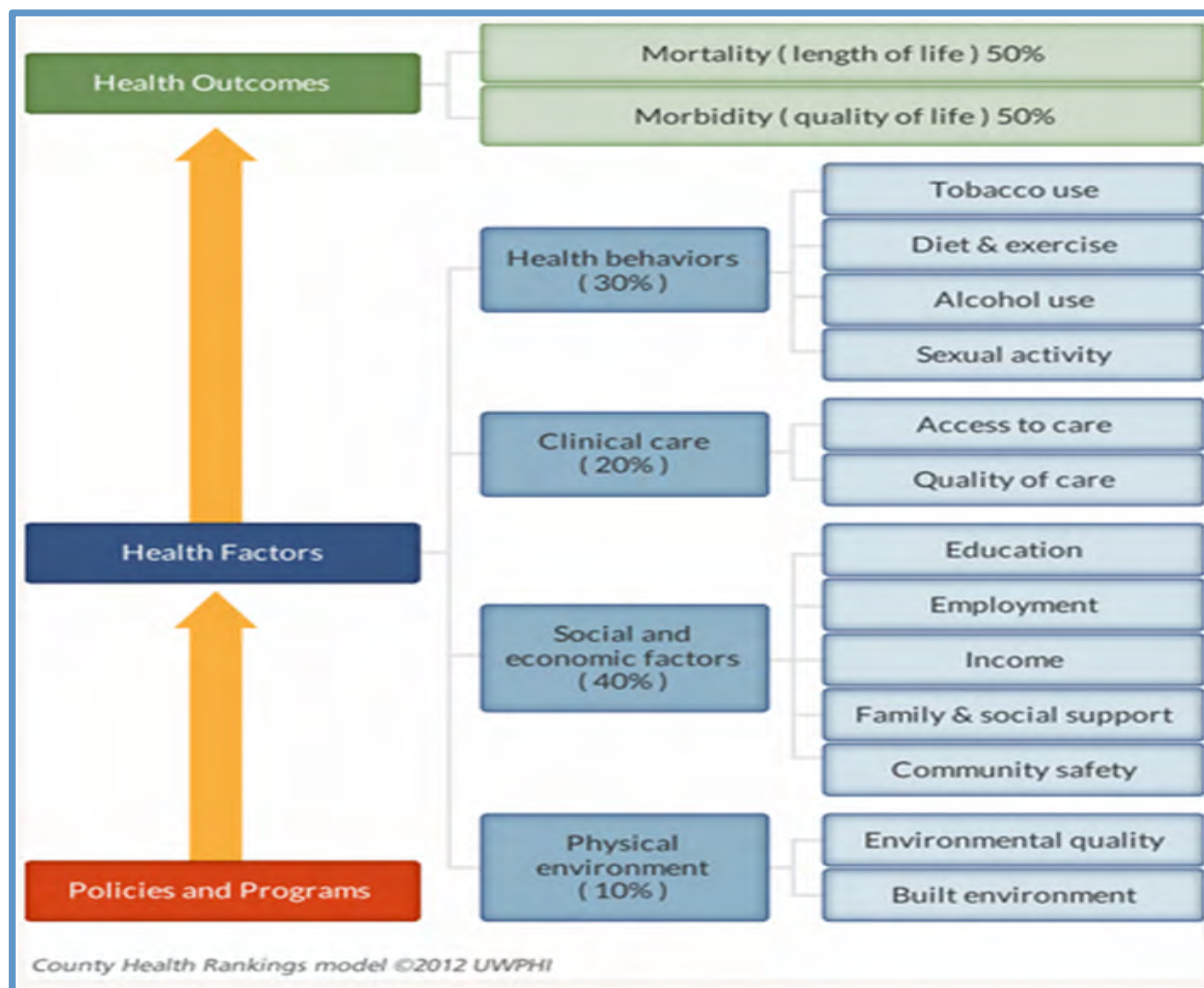 Health Outcomes
Mortality ( length of life ) 50%
Morbidity ( quality of life ) 50%
Health behaviors
( 30% )
Tobacco use
Diet & exercise
Alcohol use
Sexual activity
Clinical care
( 20% )
Access to care
Quality of care
Health Factors
Social and
economic factors
( 40% )
Education
Employment
Income
Family & social support
Community safety
Policies and Programs
Physical
environment
( 10% )
Environmental quality
Built environment
County Health Rankings model ©2012 UWPHI